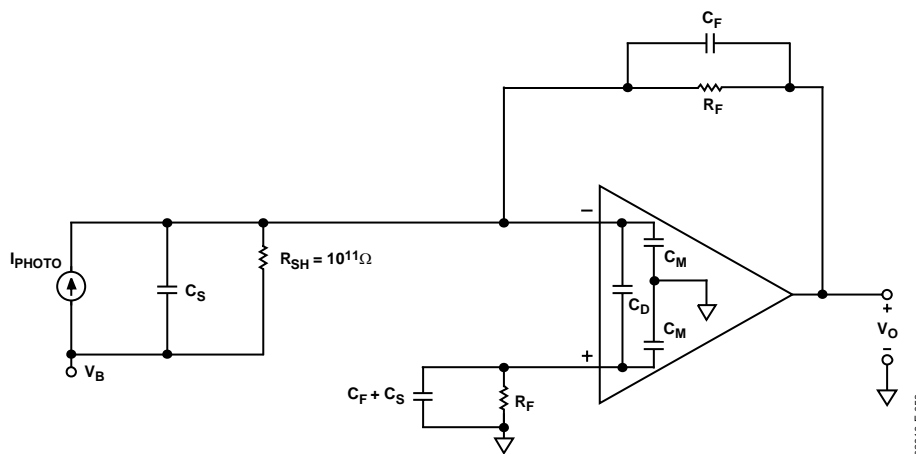 C_F
R_F
−
I_PHOTO
C_S
R_SH = 10^11Ω
C_M
C_D
C_M
+
V_O
−
+
V_B
C_F + C_S
R_F